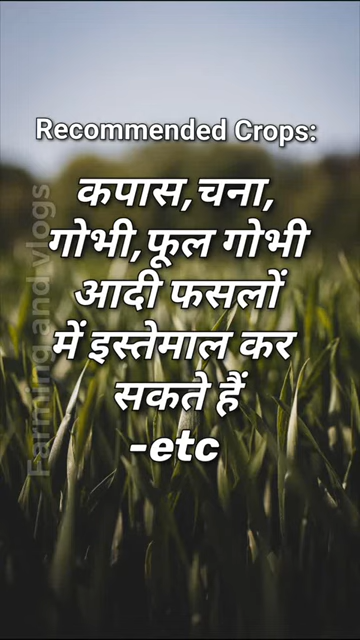 Recommended Crops:
कपास,चना,
गोभी,फूल गोभी
आदी फसलों
में इस्तेमाल कर
सकते हैं
-etc
Farming and vlogs